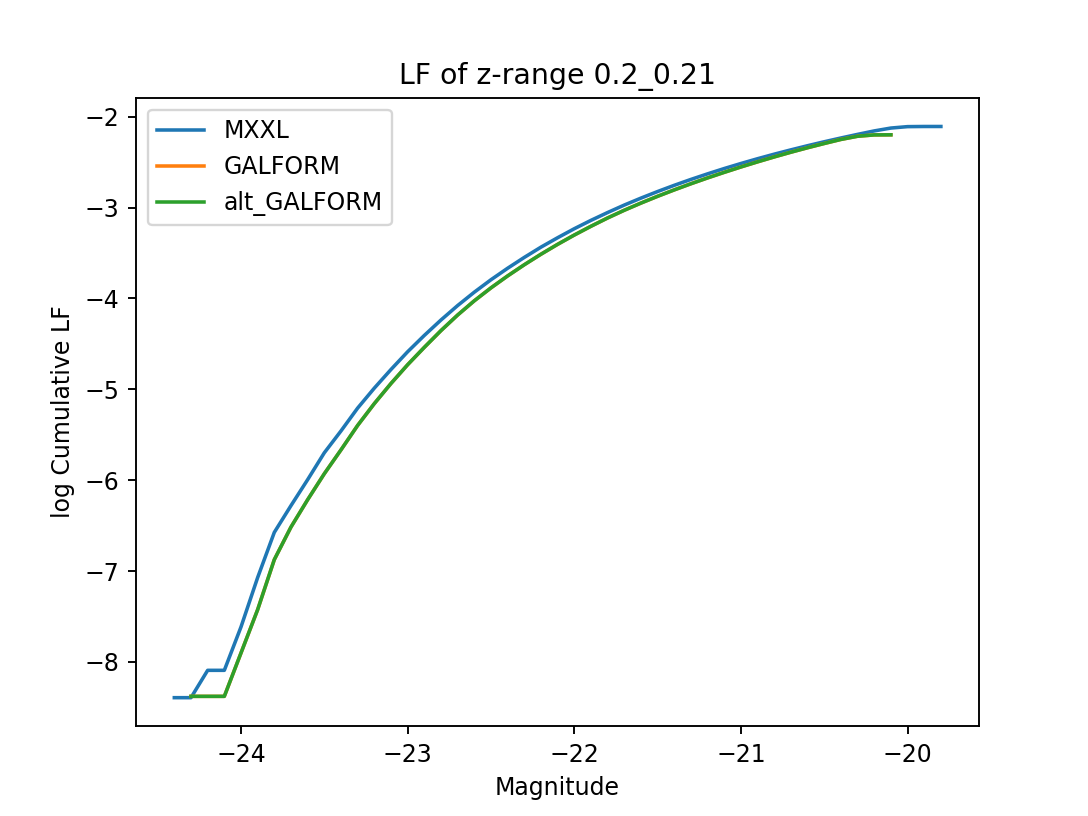 LF of z-range 0.2_0.21
MXXL
GALFORM
alt_GALFORM
log Cumulative LF
−2
−3
−4
−5
−6
−7
−8
−24
−23
−22
−21
−20
Magnitude